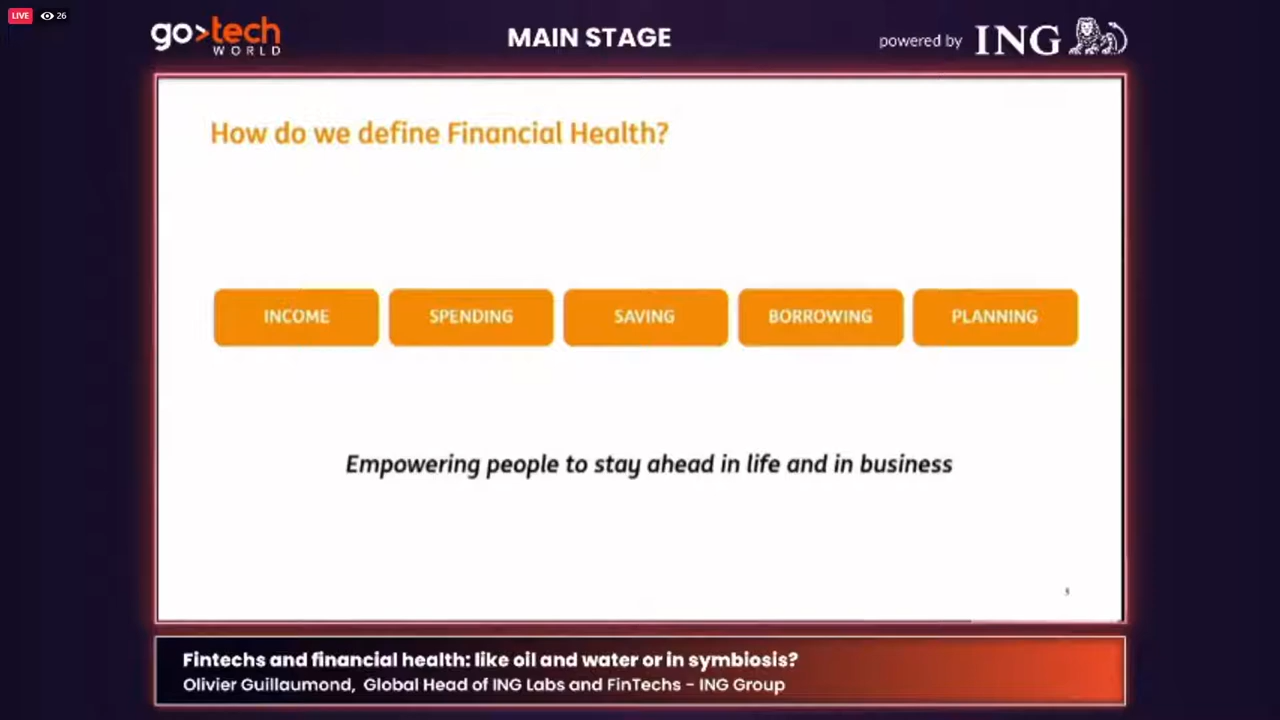 LIVE 26
go>tech
WORLD
MAIN STAGE
powered by ING
How do we define Financial Health?
INCOME SPENDING SAVING BORROWING PLANNING
Empowering people to stay ahead in life and in business
Fintechs and financial health: like oil and water or in symbiosis?
Olivier Guillaumond, Global Head of ING Labs and FinTechs - ING Group